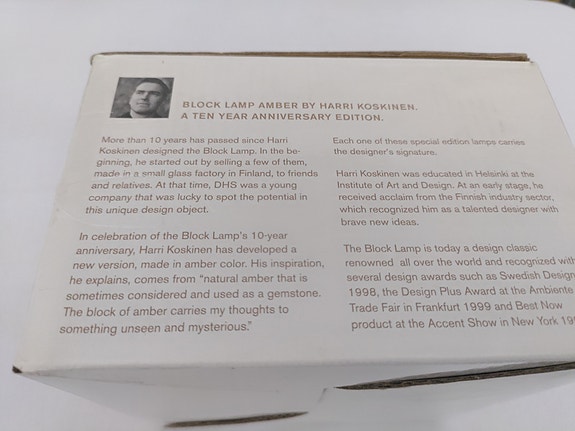 BLOCK LAMP AMBER BY HARRI KOSKINEN.
A TEN YEAR ANNIVERSARY EDITION.
More than 10 years has passed since Harri
Koskinen designed the Block Lamp. In the be-
ginning, he started out by selling a few of them,
made in a small glass factory in Finland, to friends
and relatives. At that time, DHS was a young
company that was lucky to spot the potential in
this unique design object.
In celebration of the Block Lamp's 10-year
anniversary, Harri Koskinen has developed a
new version, made in amber color. His inspiration,
he explains, comes from “natural amber that is
sometimes considered and used as a gemstone.
The block of amber carries my thoughts to
something unseen and mysterious.”
Each one of these special edition lamps carries
the designer's signature.
Harri Koskinen was educated in Helsinki at the
Institute of Art and Design. At an early stage, he
received acclaim from the Finnish industry sector,
which recognized him as a talented designer with
brave new ideas.
The Block Lamp is today a design classic
renowned all over the world and recognized with
several design awards such as Swedish Design
1998, the Design Plus Award at the Ambiente
Trade Fair in Frankfurt 1999 and Best Now
product at the Accent Show in New York